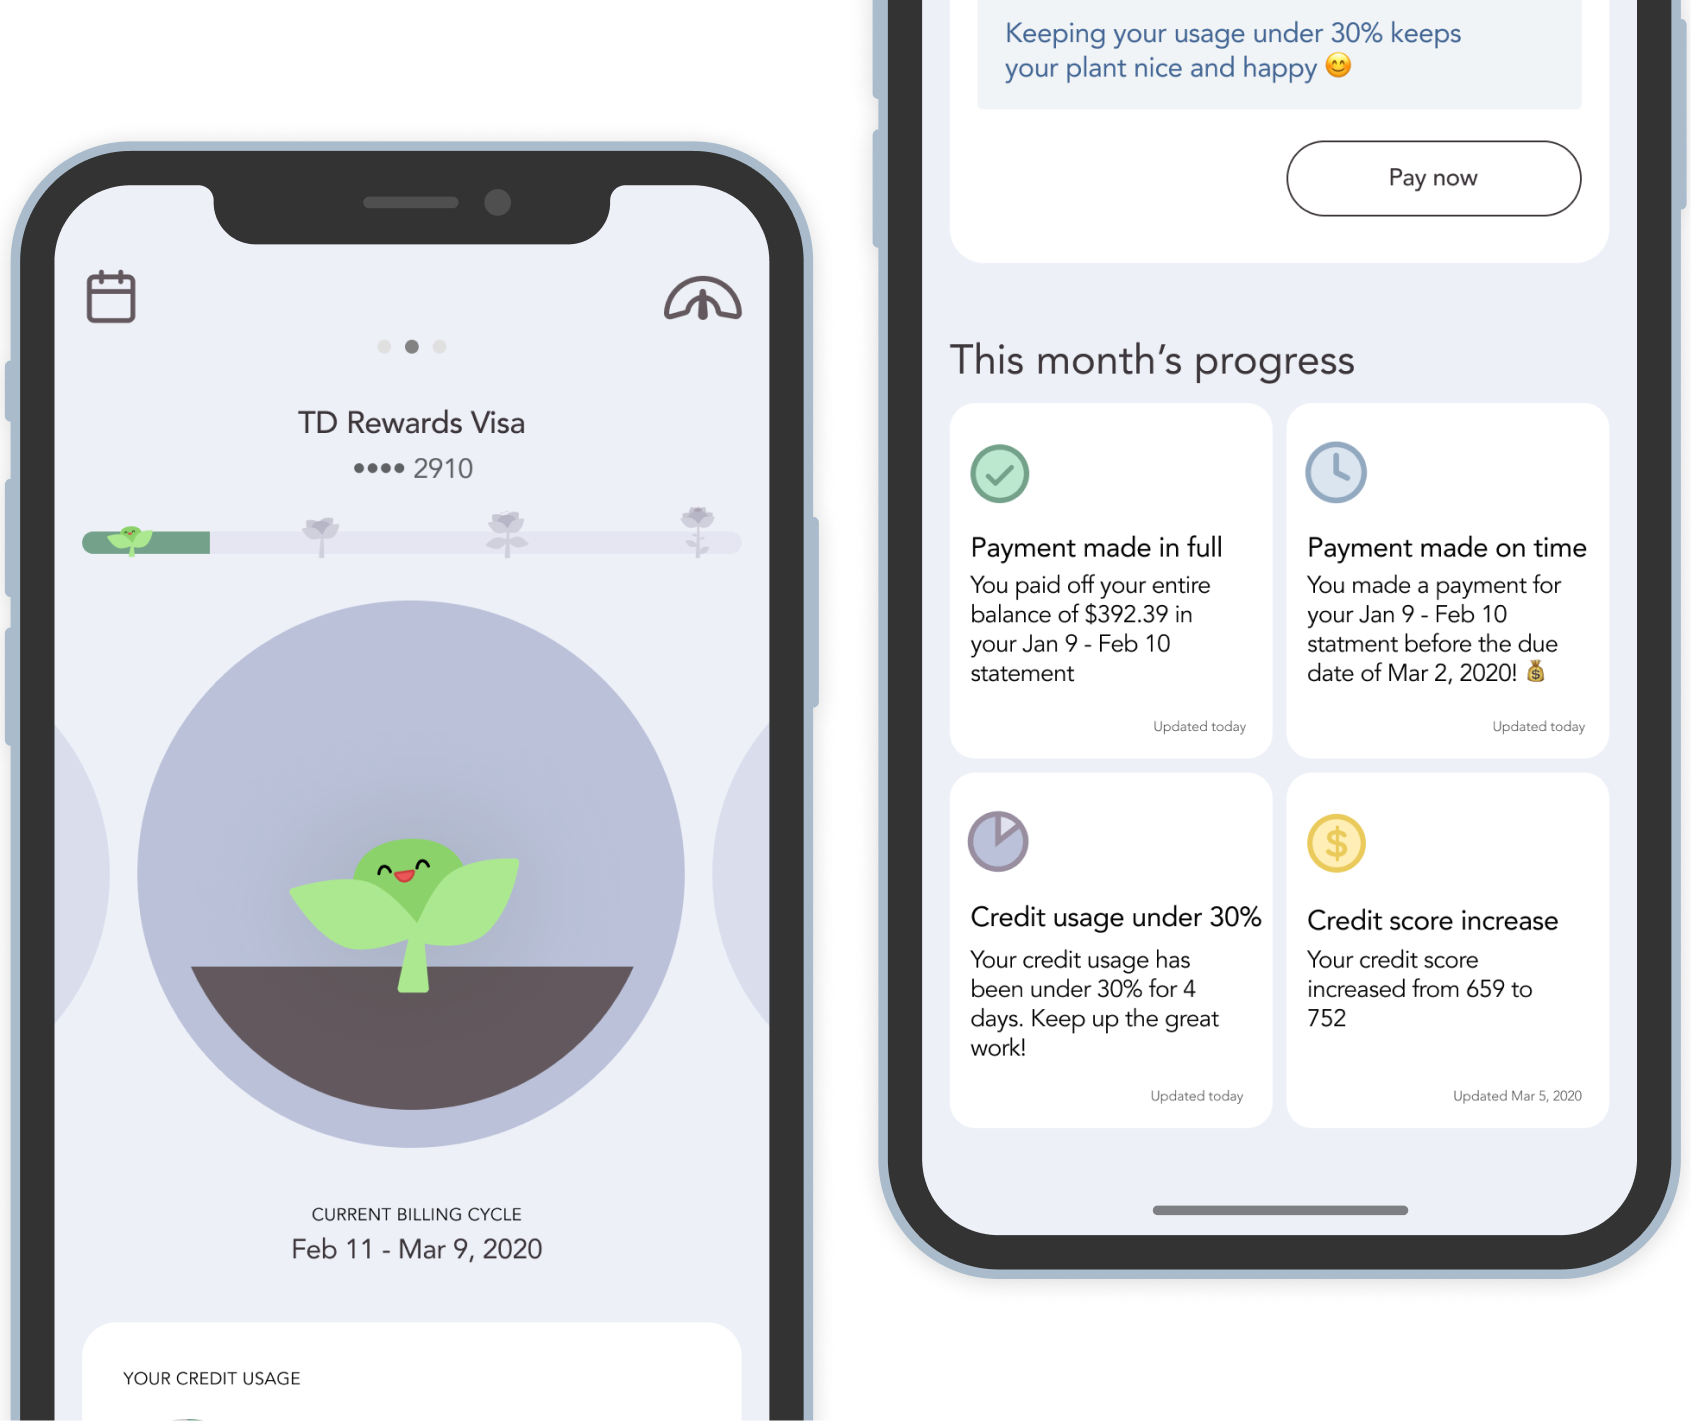 TD Rewards Visa
•••• 2910
CURRENT BILLING CYCLE
Feb 11 - Mar 9, 2020
YOUR CREDIT USAGE
Keeping your usage under 30% keeps
your plant nice and happy 😊
Pay now
This month’s progress
Payment made in full
You paid off your entire
balance of $392.39 in
your Jan 9 - Feb 10
statement
Updated today
Payment made on time
You made a payment for
your Jan 9 - Feb 10
statment before the due
date of Mar 2, 2020! 💰
Updated today
Credit usage under 30%
Your credit usage has
been under 30% for 4
days. Keep up the great
work!
Updated today
Credit score increase
Your credit score
increased from 659 to
752
Updated Mar 5, 2020